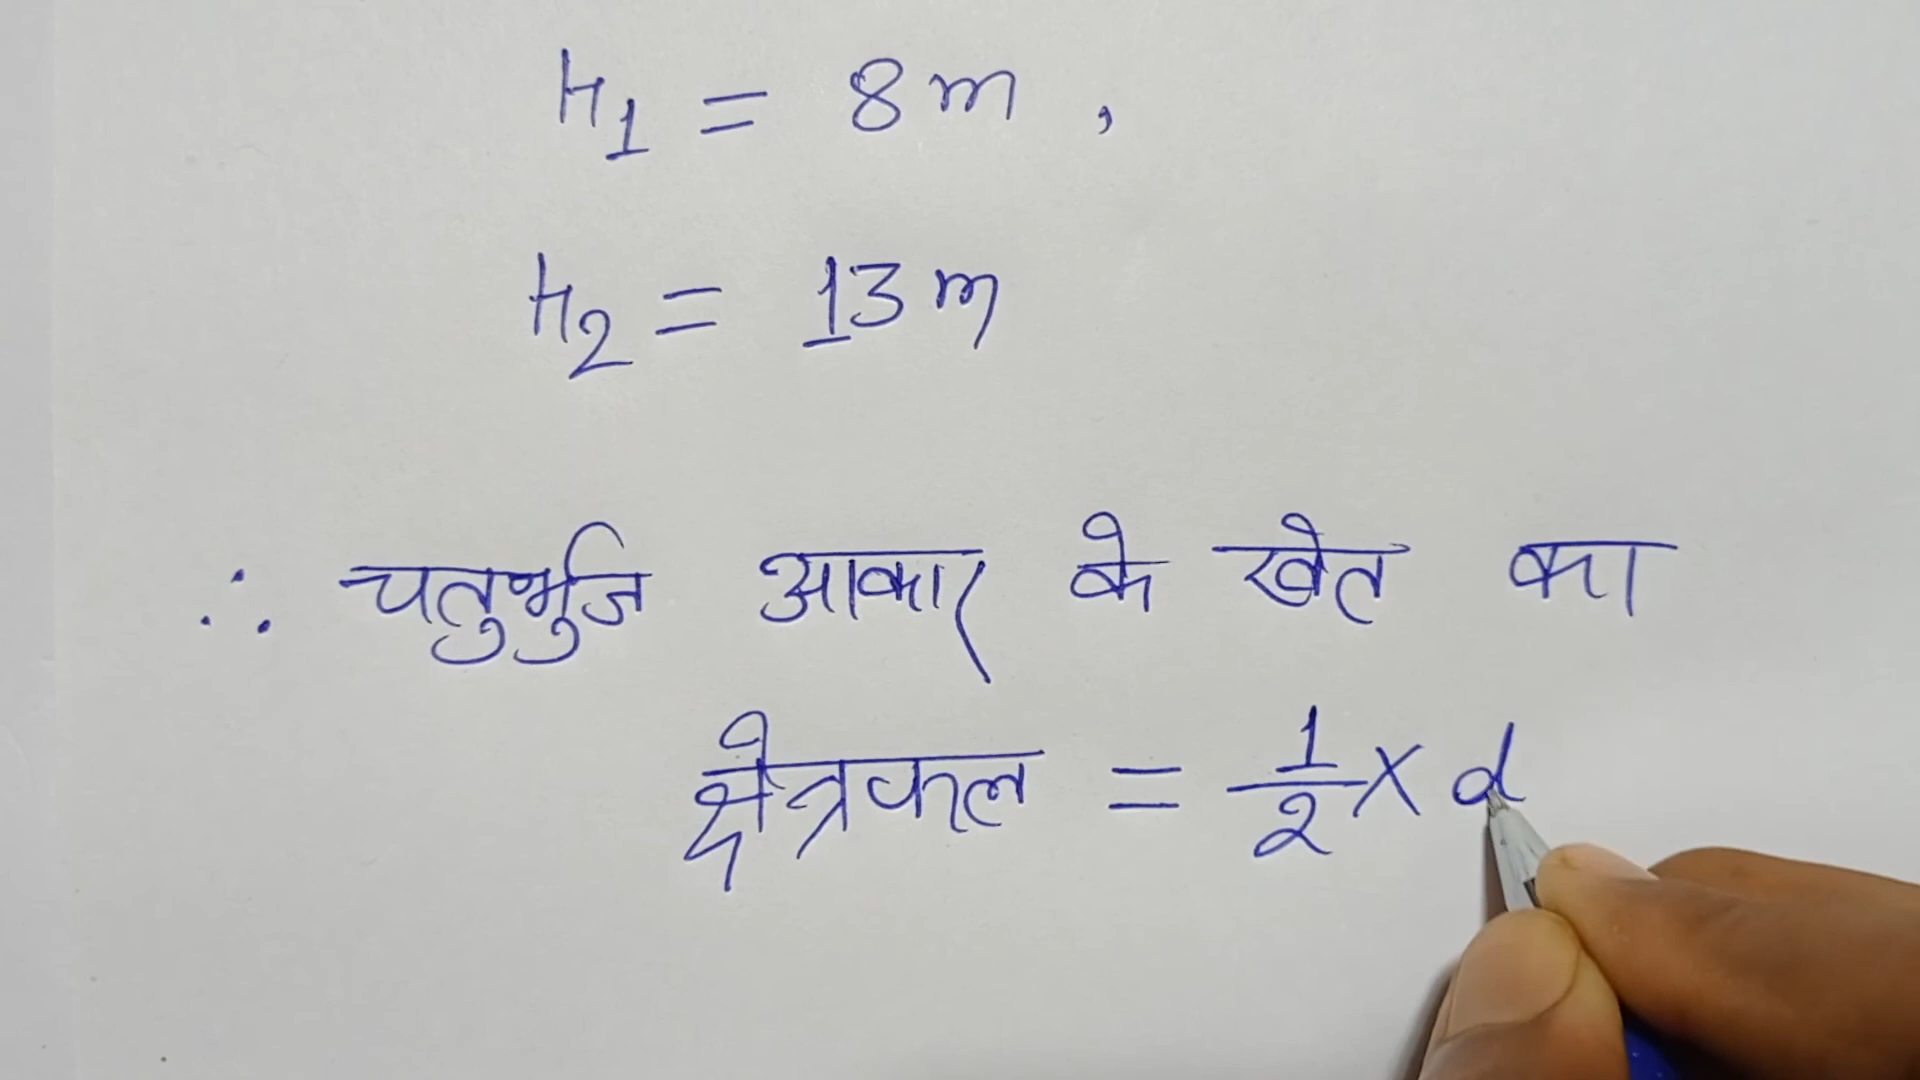 H₁ = 8 m ,
H₂ = 13 m
∴ चतुर्भुज आकार के खेत का
क्षेत्रफल = 1/2 × d